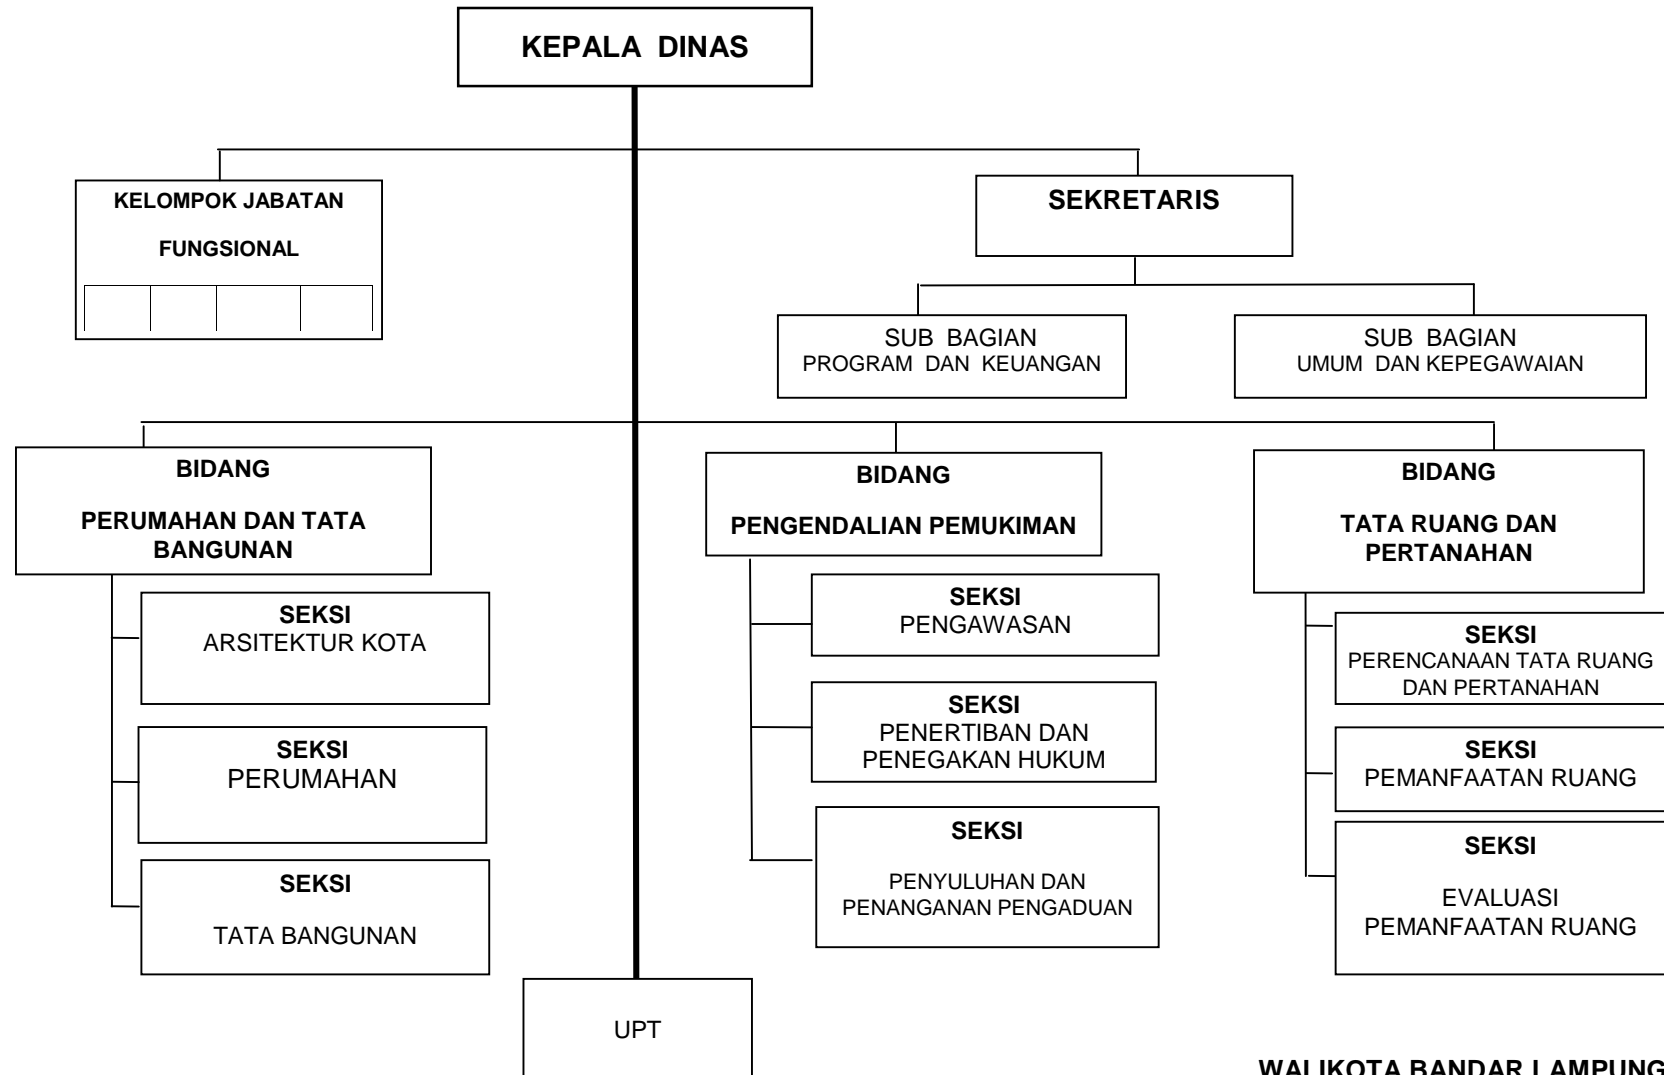 KEPALA DINAS
KELOMPOK JABATAN
FUNGSIONAL
SEKRETARIS
SUB BAGIAN
PROGRAM DAN KEUANGAN
SUB BAGIAN
UMUM DAN KEPEGAWAIAN
BIDANG
PERUMAHAN DAN TATA
BANGUNAN
SEKSI
ARSITEKTUR KOTA
SEKSI
PERUMAHAN
SEKSI
TATA BANGUNAN
BIDANG
PENGENDALIAN PEMUKIMAN
SEKSI
PENGAWASAN
SEKSI
PENERTIBAN DAN
PENEGAKAN HUKUM
SEKSI
PENYULUHAN DAN
PENANGANAN PENGADUAN
BIDANG
TATA RUANG DAN
PERTANAHAN
SEKSI
PERENCANAAN TATA RUANG
DAN PERTANAHAN
SEKSI
PEMANFAATAN RUANG
SEKSI
EVALUASI
PEMANFAATAN RUANG
UPT
WALIKOTA BANDAR LAMPUNG